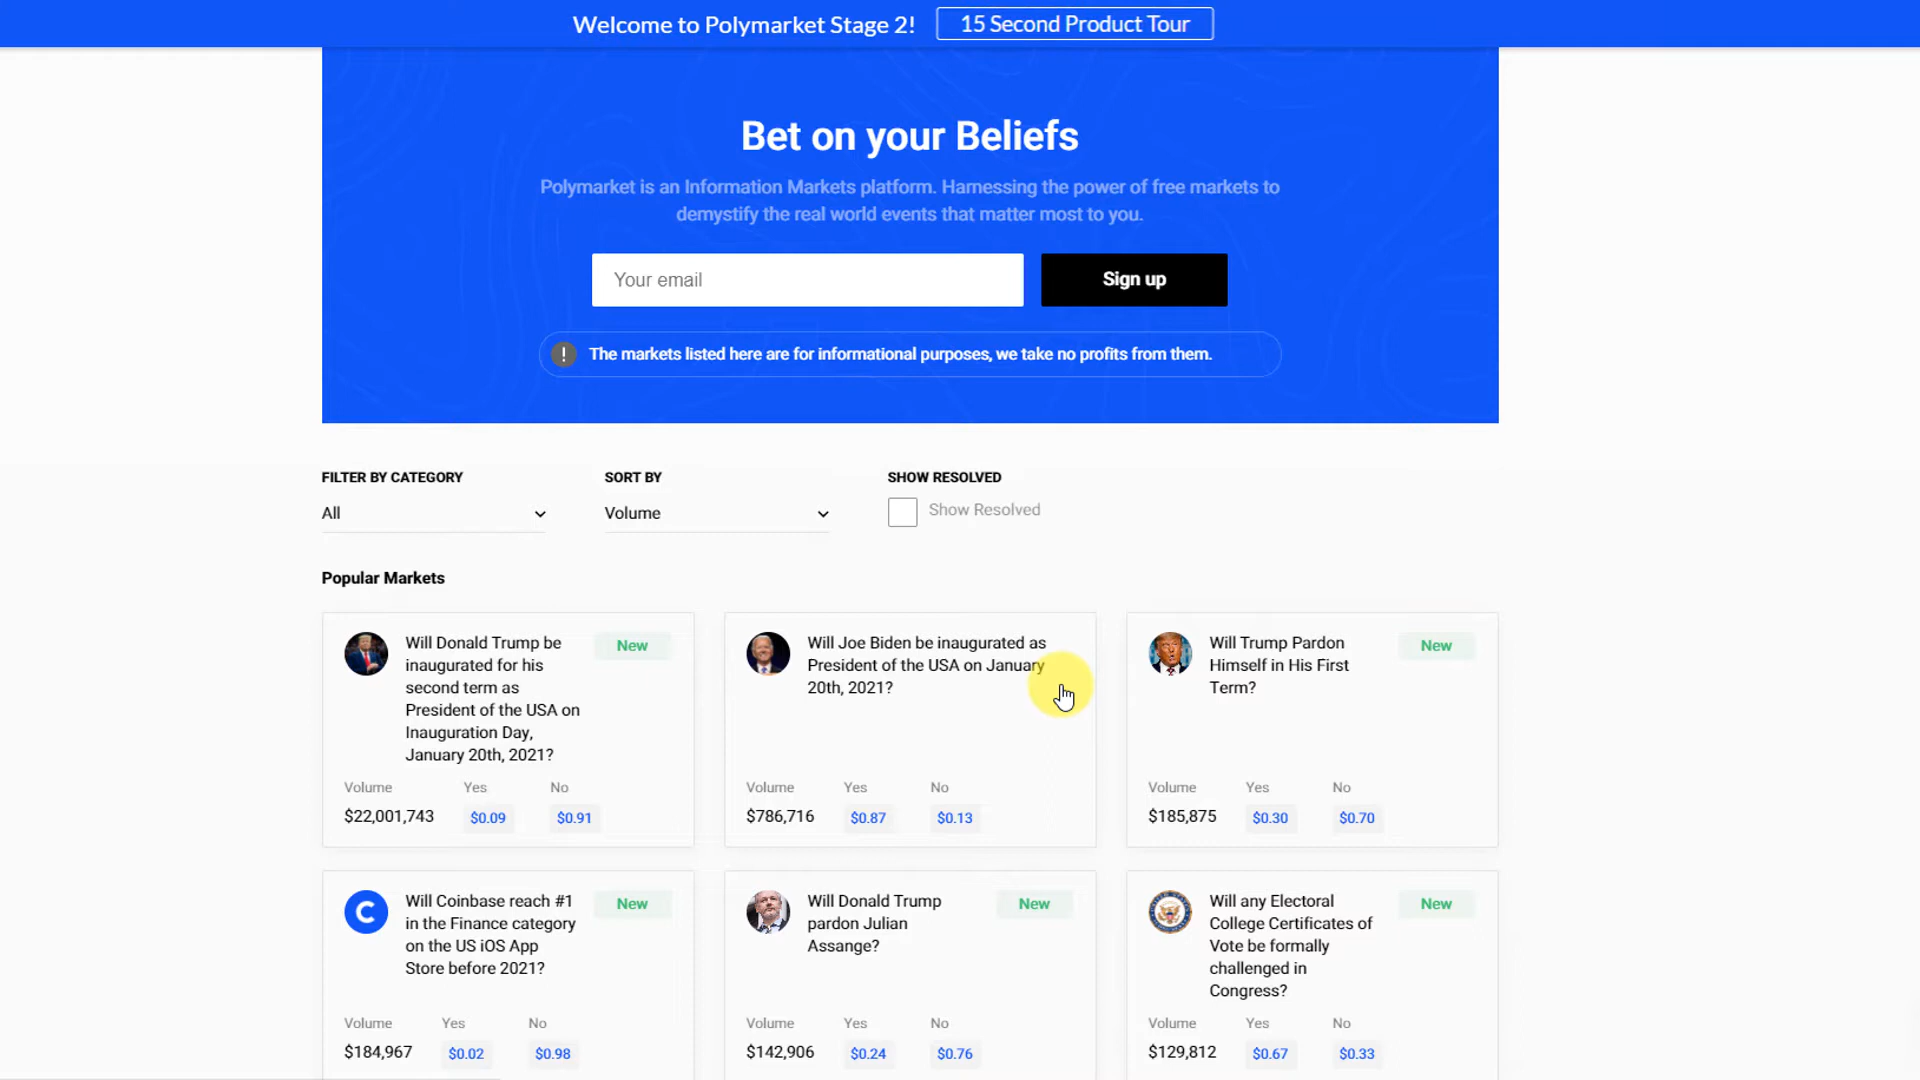 Welcome to Polymarket Stage 2!
15 Second Product Tour
Bet on your Beliefs
Polymarket is an Information Markets platform. Harnessing the power of free markets to
demystify the real world events that matter most to you.
Your email
Sign up
! The markets listed here are for informational purposes, we take no profits from them.
FILTER BY CATEGORY
All
SORT BY
Volume
SHOW RESOLVED
Show Resolved
Popular Markets
Will Donald Trump be
inaugurated for his
second term as
President of the USA on
Inauguration Day,
January 20th, 2021?
New
Volume Yes No
$22,001,743 $0.09 $0.91
Will Joe Biden be inaugurated as
President of the USA on January
20th, 2021?
Volume Yes No
$786,716 $0.87 $0.13
Will Trump Pardon
Himself in His First
Term?
New
Volume Yes No
$185,875 $0.30 $0.70
C
Will Coinbase reach #1
in the Finance category
on the US iOS App
Store before 2021?
New
Volume Yes No
$184,967 $0.02 $0.98
Will Donald Trump
pardon Julian
Assange?
New
Volume Yes No
$142,906 $0.24 $0.76
Will any Electoral
College Certificates of
Vote be formally
challenged in
Congress?
New
Volume Yes No
$129,812 $0.67 $0.33